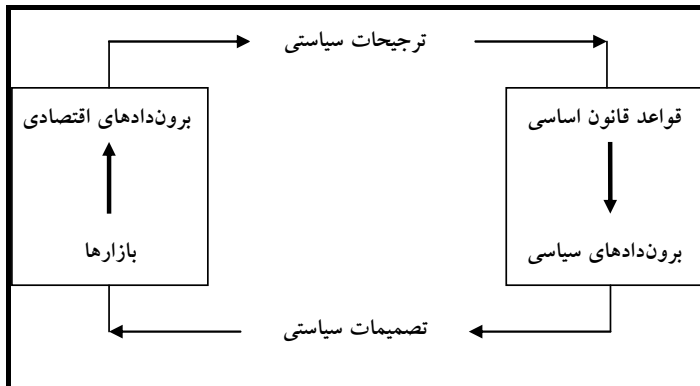 ترجیحات سیاستی
قواعد قانون اساسی
برون‌دادهای اقتصادی
برون‌دادهای سیاسی
بازارها
تصمیمات سیاستی